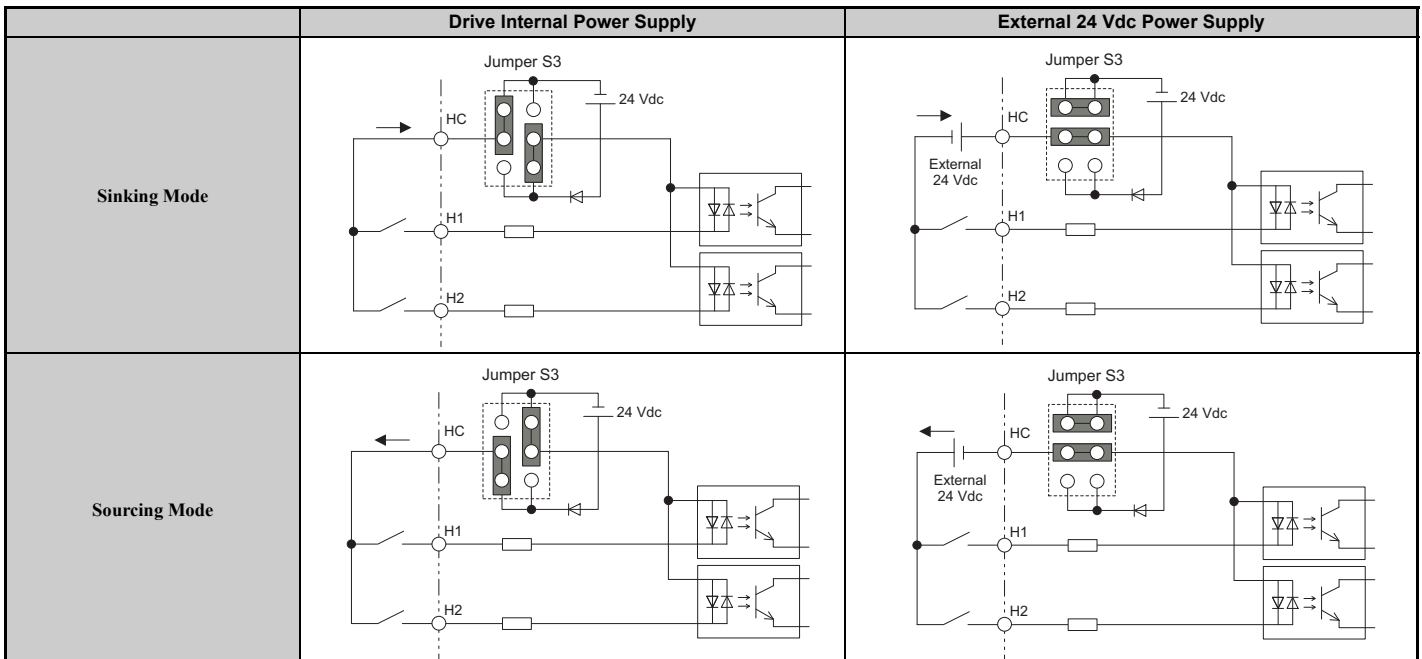 Drive Internal Power Supply
External 24 Vdc Power Supply
Sinking Mode
Jumper S3
24 Vdc
HC
H1
H2
Jumper S3
24 Vdc
HC
External
24 Vdc
H1
H2
Sourcing Mode
Jumper S3
24 Vdc
HC
H1
H2
Jumper S3
24 Vdc
HC
External
24 Vdc
H1
H2